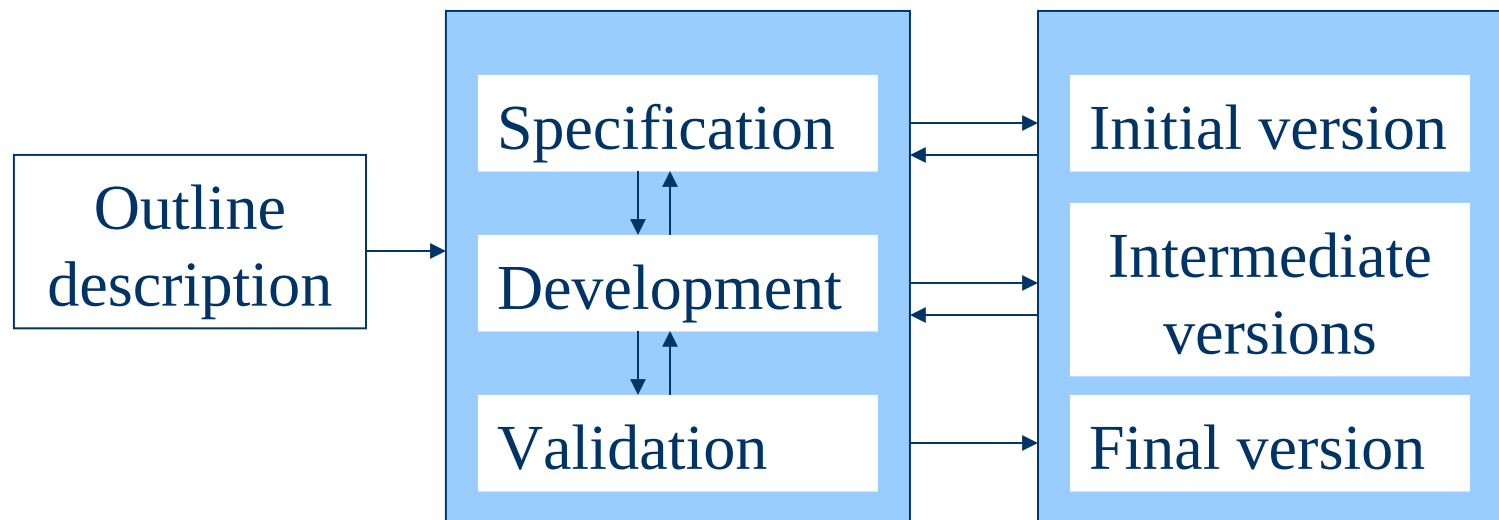 Outline
description
Specification
Development
Validation
Initial version
Intermediate
versions
Final version